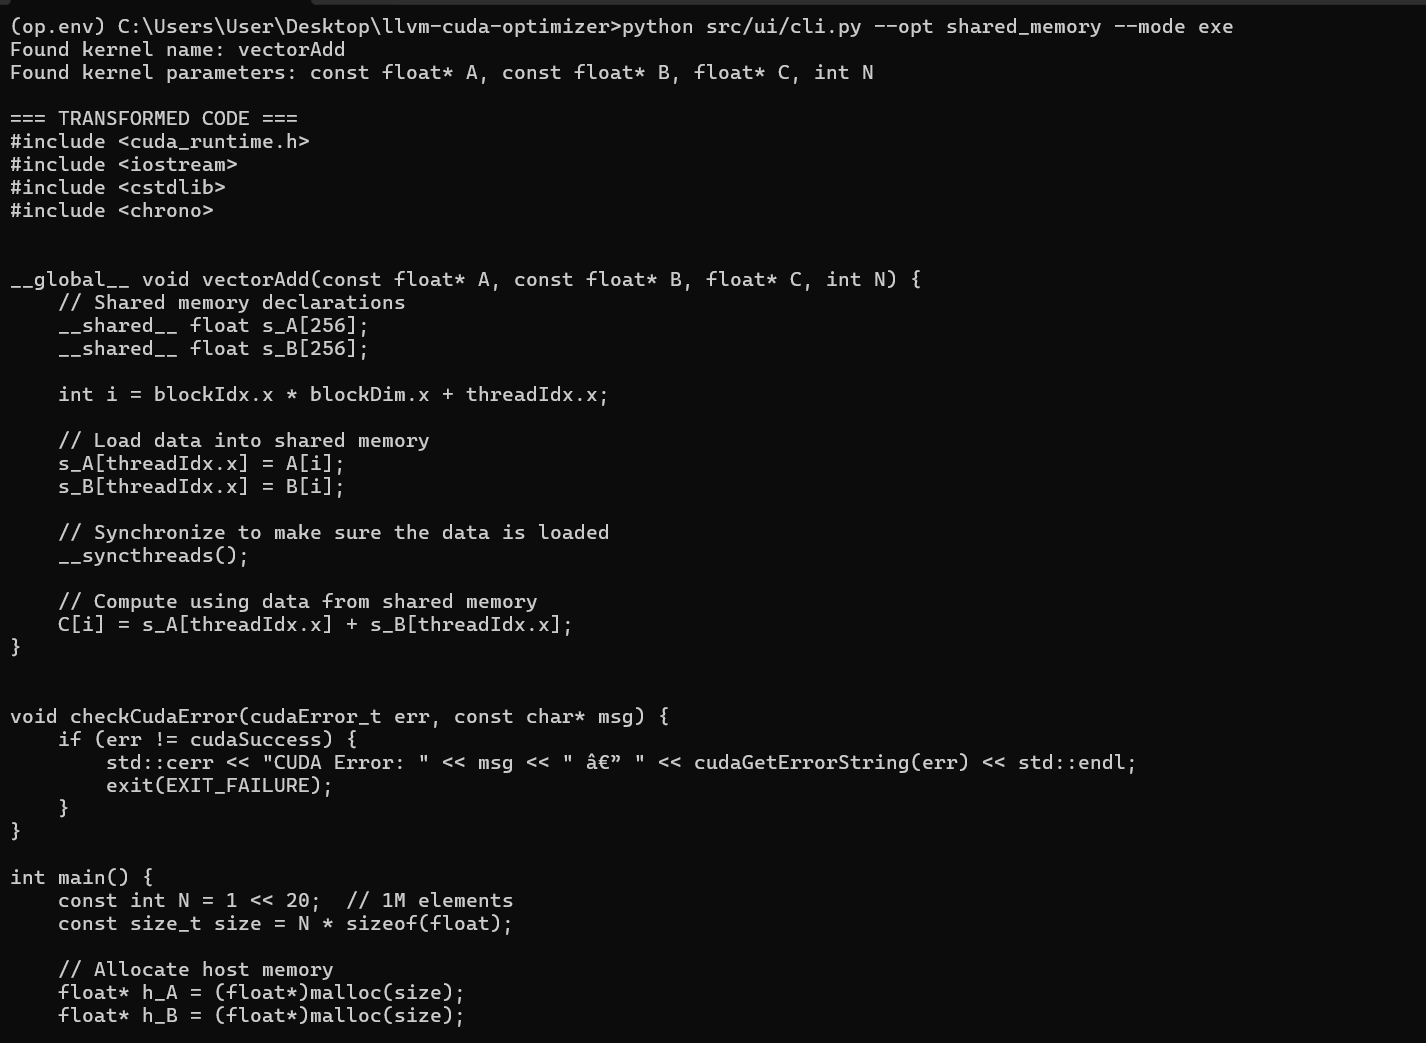 (op.env) C:\Users\User\Desktop\llvm-cuda-optimizer>python src/ui/cli.py --opt shared_memory --mode exe
Found kernel name: vectorAdd
Found kernel parameters: const float* A, const float* B, float* C, int N

=== TRANSFORMED CODE ===
#include <cuda_runtime.h>
#include <iostream>
#include <cstdlib>
#include <chrono>


__global__ void vectorAdd(const float* A, const float* B, float* C, int N) {
    // Shared memory declarations
    __shared__ float s_A[256];
    __shared__ float s_B[256];

    int i = blockIdx.x * blockDim.x + threadIdx.x;

    // Load data into shared memory
    s_A[threadIdx.x] = A[i];
    s_B[threadIdx.x] = B[i];

    // Synchronize to make sure the data is loaded
    __syncthreads();

    // Compute using data from shared memory
    C[i] = s_A[threadIdx.x] + s_B[threadIdx.x];
}


void checkCudaError(cudaError_t err, const char* msg) {
    if (err != cudaSuccess) {
        std::cerr << "CUDA Error: " << msg << " â€” " << cudaGetErrorString(err) << std::endl;
        exit(EXIT_FAILURE);
    }
}

int main() {
    const int N = 1 << 20;  // 1M elements
    const size_t size = N * sizeof(float);

    // Allocate host memory
    float* h_A = (float*)malloc(size);
    float* h_B = (float*)malloc(size);